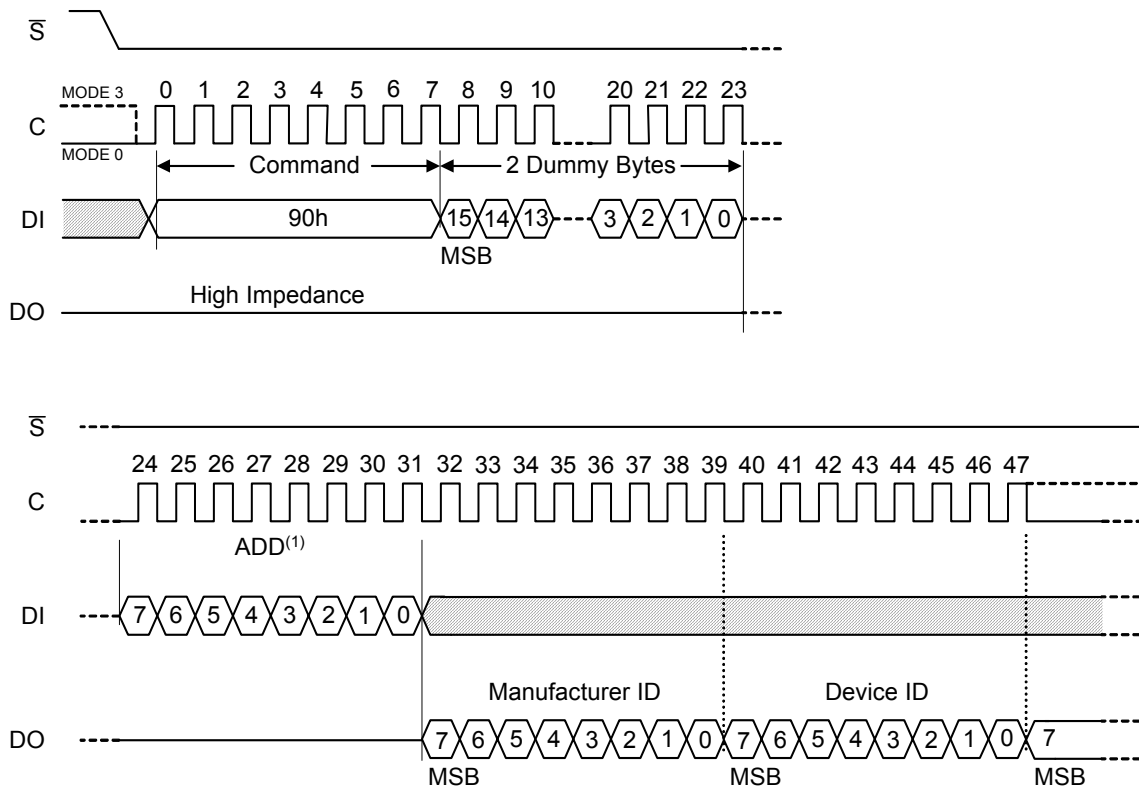 S
MODE 3
0 1 2 3 4 5 6 7 8 9 10 20 21 22 23
C
MODE 0
Command 2 Dummy Bytes
DI 90h 15 14 13 3 2 1 0
MSB
High Impedance
DO
S
24 25 26 27 28 29 30 31 32 33 34 35 36 37 38 39 40 41 42 43 44 45 46 47
C
ADD(1)
DI 7 6 5 4 3 2 1 0
Manufacturer ID Device ID
DO 7 6 5 4 3 2 1 0 7 6 5 4 3 2 1 0 7
MSB MSB MSB